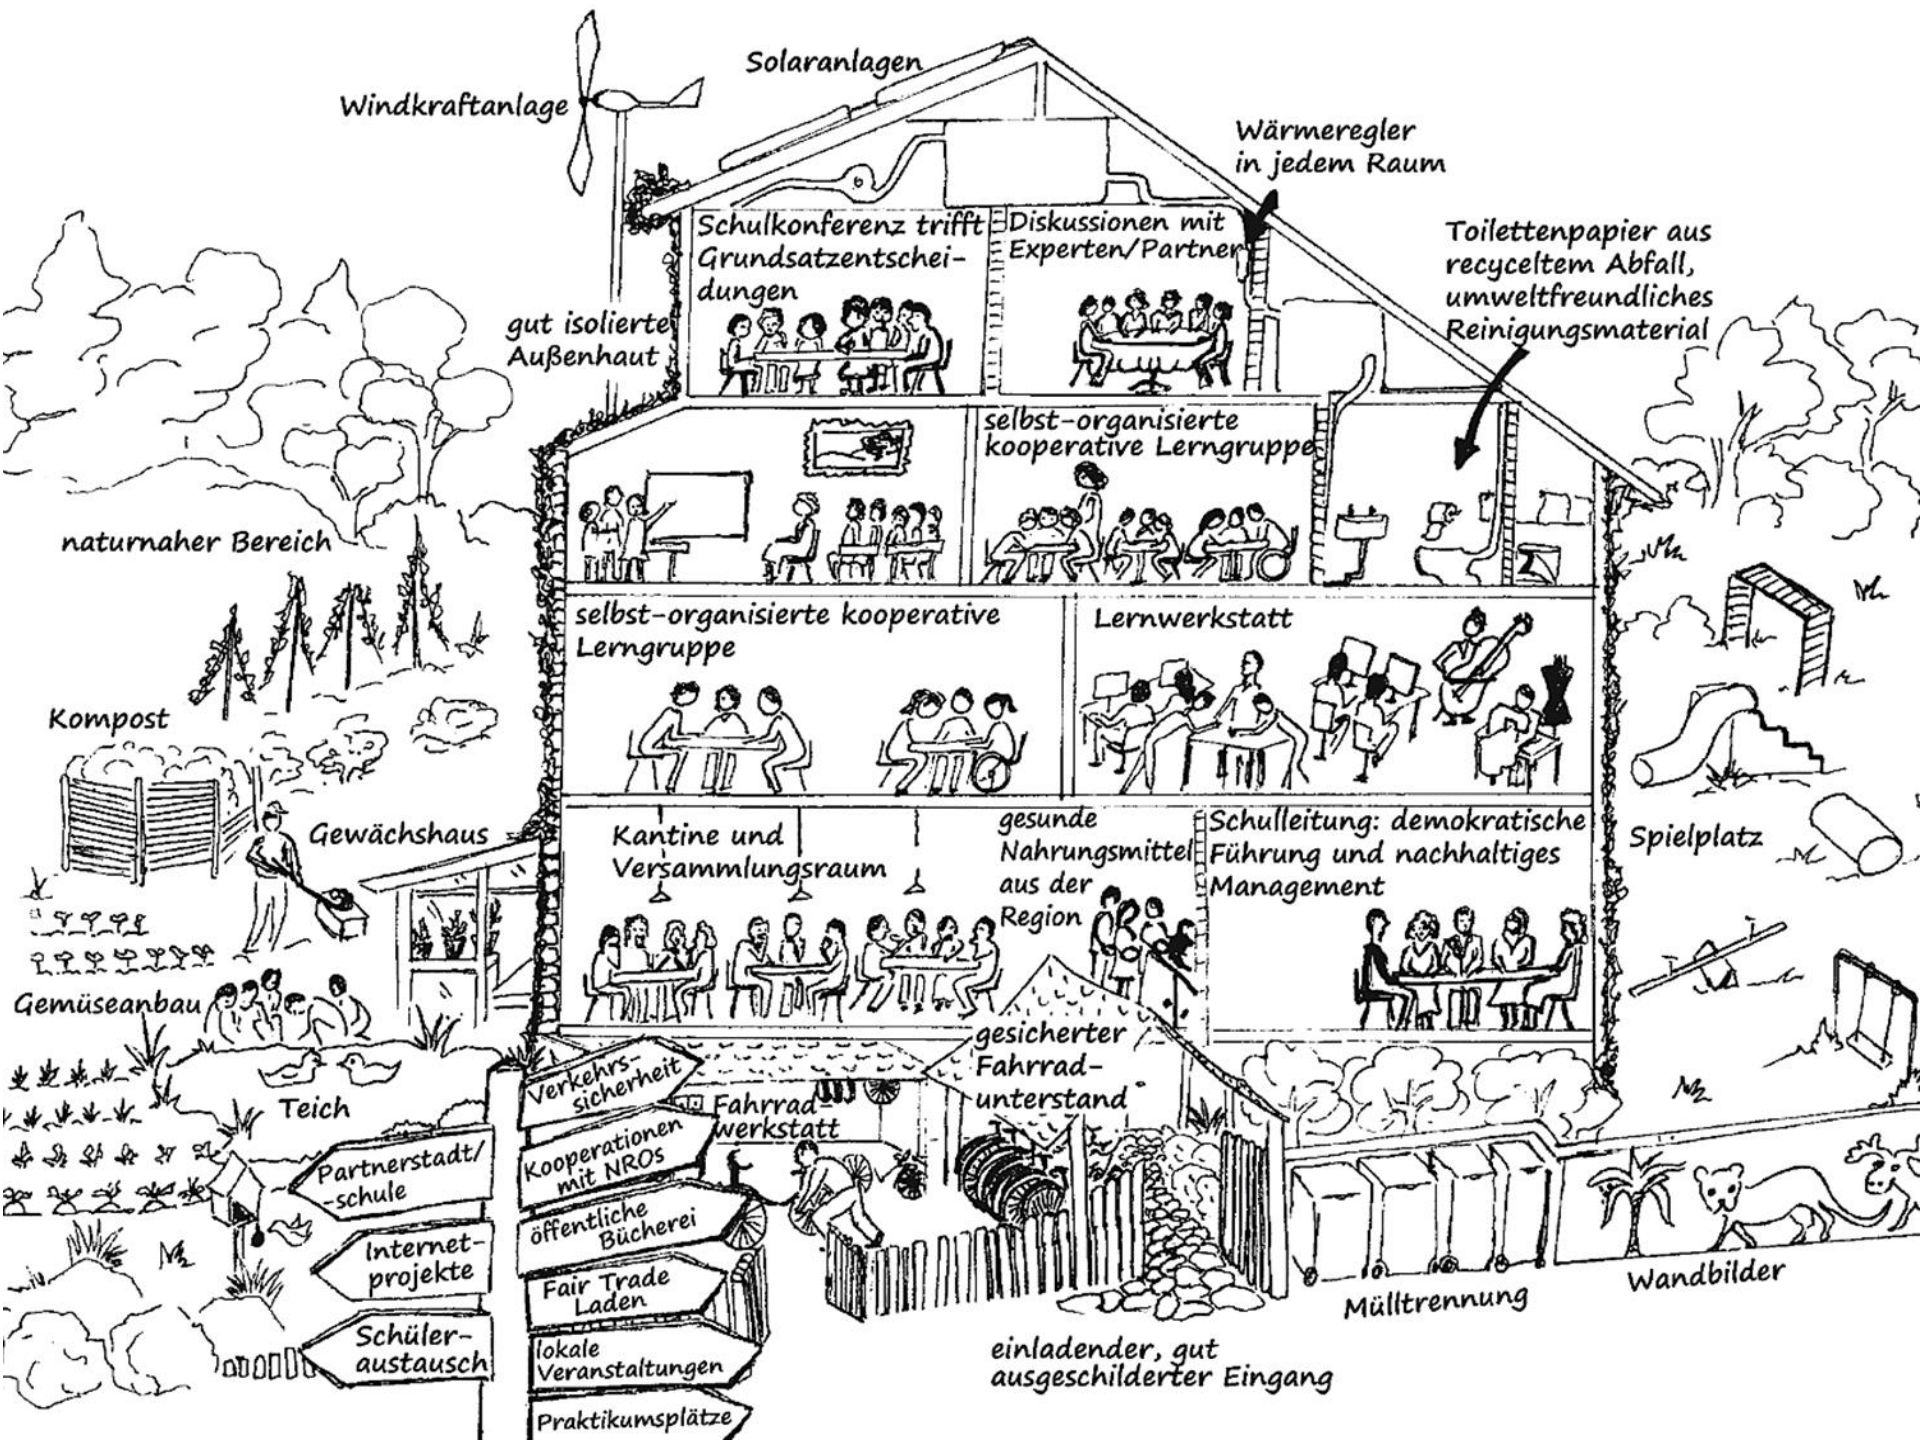 Solaranlagen
Windkraftanlage
Wärmeregler
in jedem Raum
Schulkonferenz trifft
Grundsatzentschei-
dungen
Diskussionen mit
Experten/Partner
Toilettenpapier aus
recyceltem Abfall,
umweltfreundliches
Reinigungsmaterial
gut isolierte
Außenhaut
selbst-organisierte
kooperative Lerngruppe
naturnaher Bereich
selbst-organisierte kooperative
Lerngruppe
Lernwerkstatt
Kompost
Gewächshaus
Kantine und
Versammlungsraum
gesunde
Nahrungsmittel
aus der
Region
Schulleitung: demokratische
Führung und nachhaltiges
Management
Spielplatz
Gemüseanbau
Teich
gesicherter
Fahrrad-
unterstand
Fahrrad-
werkstatt
Verkehrs-
sicherheit
Kooperationen
mit NROs
Partnerstadt/
-schule
öffentliche
Bücherei
Internet-
projekte
Fair Trade
Laden
Schüler-
austausch
lokale
Veranstaltungen
Praktikumsplätze
einladender, gut
ausgeschilderter Eingang
Mülltrennung
Wandbilder